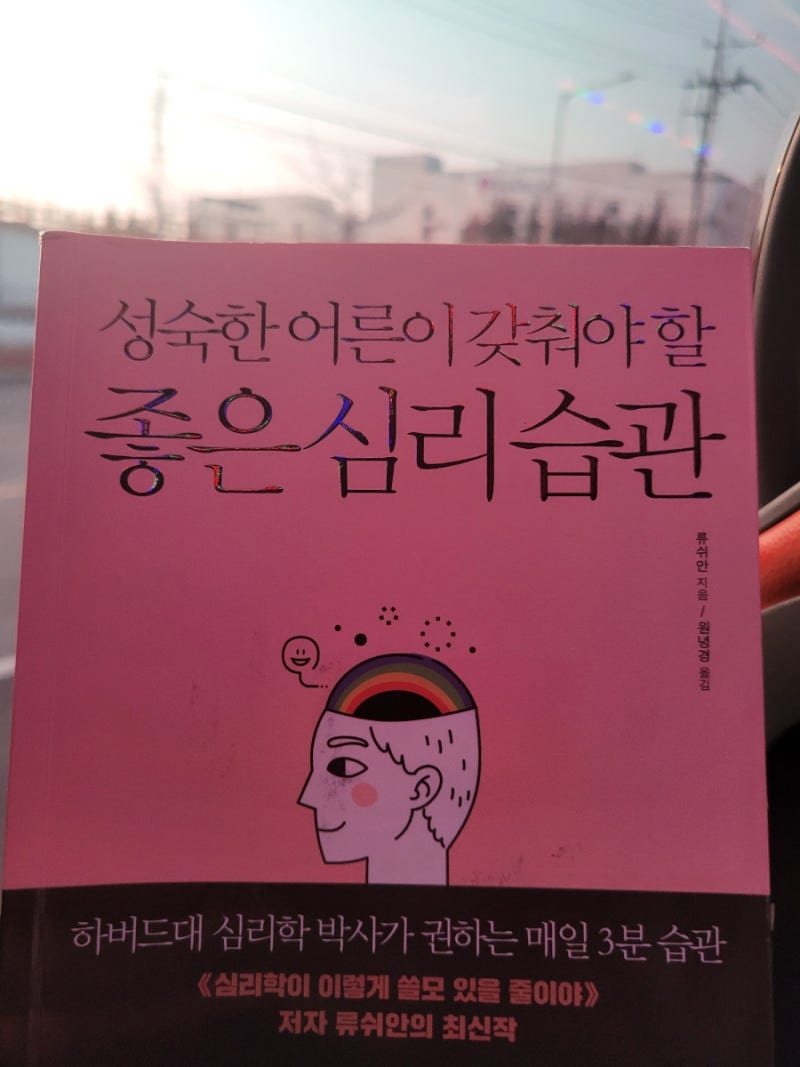 성숙한 어른이 갖춰야 할
좋은 심리 습관
류쉬안 지음 / 원녕경 옮김
하버드대 심리학 박사가 권하는 매일 3분 습관
《심리학이 이렇게 쓸모 있을 줄이야》
저자 류쉬안의 최신작